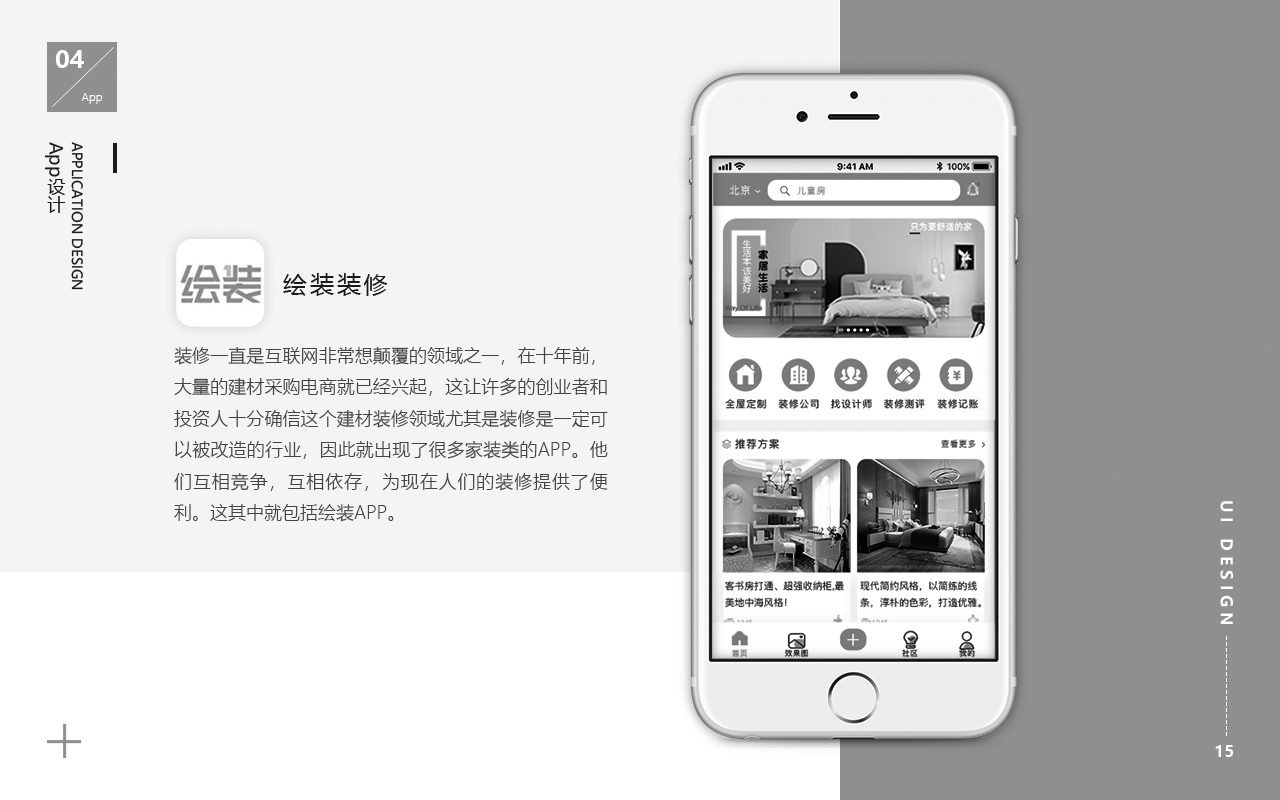 04
App
APPLICATION DESIGN
App设计
绘装
绘装装修
装修一直是互联网非常想颠覆的领域之一，在十年前，
大量的建材采购电商就已经兴起，这让许多的创业者和
投资人十分确信这个建材装修领域尤其是装修是一定可
以被改造的行业，因此就出现了很多家装类的APP。他
们互相竞争，互相依存，为现在人们的装修提供了便
利。这其中就包括绘装APP。
9:41 AM
100%
北京
儿童房
只为更舒适的家
生活本该美好
家居生活
Way Of Life
全屋定制
装修公司
找设计师
装修测评
装修记账
推荐方案
查看更多
客书房打通、超强收纳柜,最
美地中海风格！
现代简约风格，以简练的线
条，淳朴的色彩，打造优雅。
首页
效果图
社区
我的
UI DESIGN
15